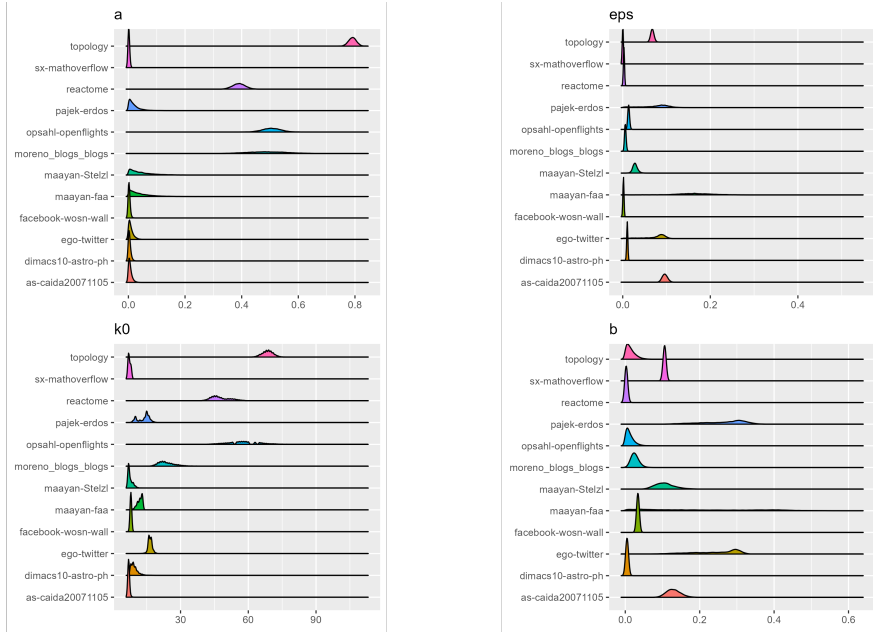 a
topology
sx-mathoverflow
reactome
pajek-erdos
opsahl-openflights
moreno_blogs_blogs
maayan-Stelzl
maayan-faa
facebook-wosn-wall
ego-twitter
dimacs10-astro-ph
as-caida20071105
0.0 0.2 0.4 0.6 0.8
eps
topology
sx-mathoverflow
reactome
pajek-erdos
opsahl-openflights
moreno_blogs_blogs
maayan-Stelzl
maayan-faa
facebook-wosn-wall
ego-twitter
dimacs10-astro-ph
as-caida20071105
0.0 0.2 0.4
k0
topology
sx-mathoverflow
reactome
pajek-erdos
opsahl-openflights
moreno_blogs_blogs
maayan-Stelzl
maayan-faa
facebook-wosn-wall
ego-twitter
dimacs10-astro-ph
as-caida20071105
30 60 90
b
topology
sx-mathoverflow
reactome
pajek-erdos
opsahl-openflights
moreno_blogs_blogs
maayan-Stelzl
maayan-faa
facebook-wosn-wall
ego-twitter
dimacs10-astro-ph
as-caida20071105
0.0 0.2 0.4 0.6